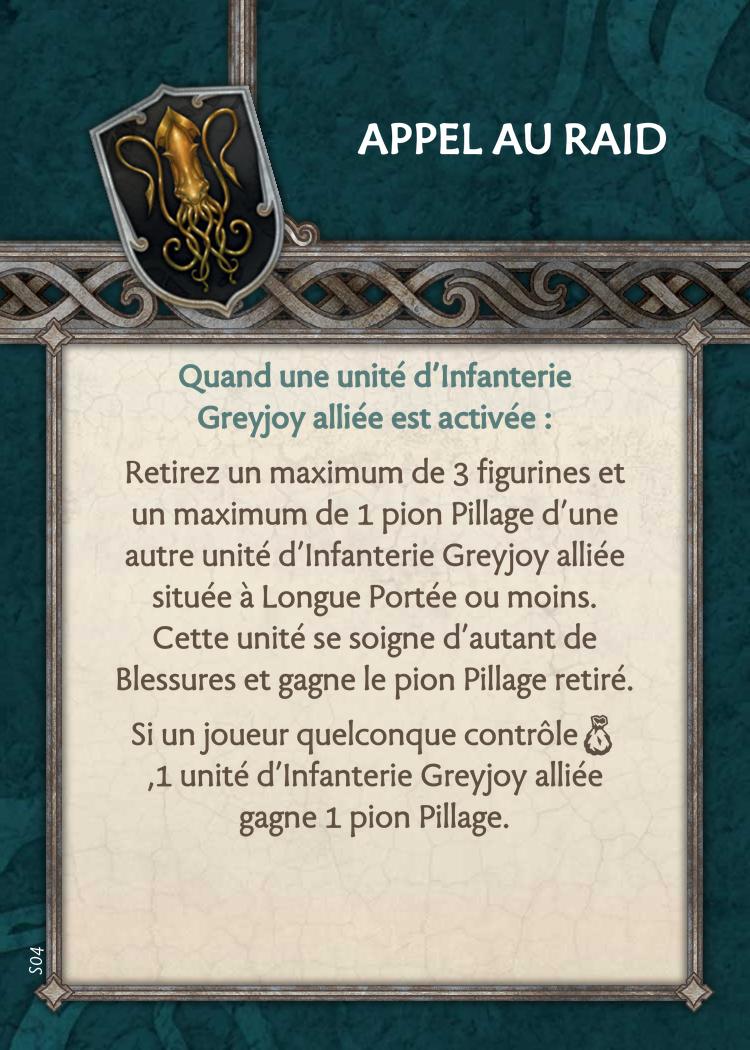 APPEL AU RAID
Quand une unité d'Infanterie
Greyjoy alliée est activée :
Retirez un maximum de 3 figurines et
un maximum de 1 pion Pillage d'une
autre unité d'Infanterie Greyjoy alliée
située à Longue Portée ou moins.
Cette unité se soigne d'autant de
Blessures et gagne le pion Pillage retiré.
Si un joueur quelconque contrôle
,1 unité d'Infanterie Greyjoy alliée
gagne 1 pion Pillage.
S04